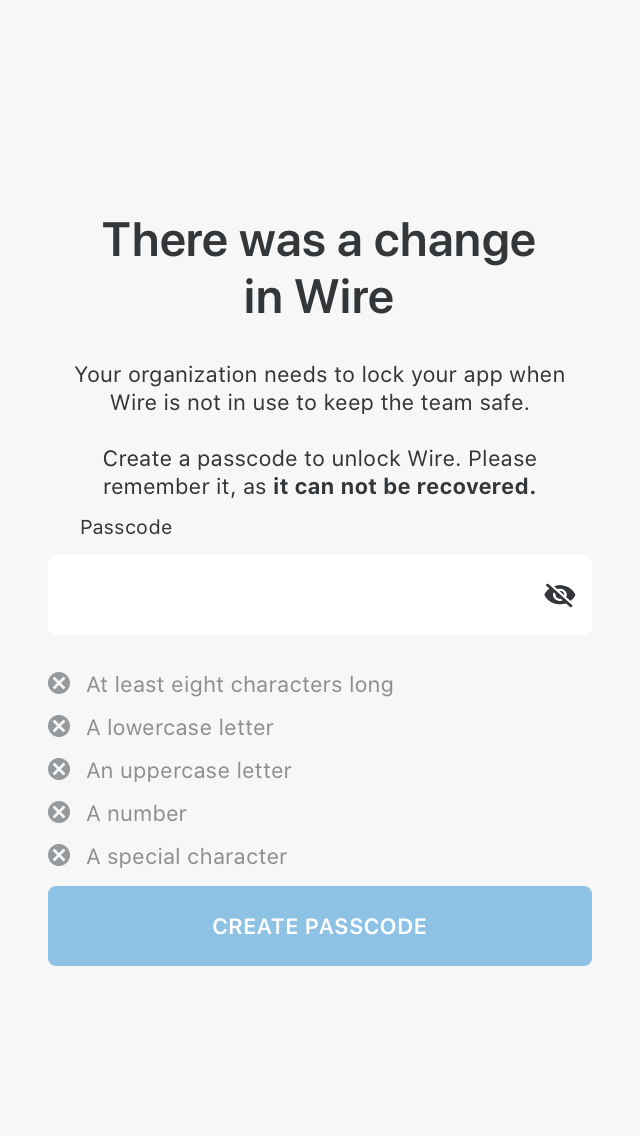 There was a change
in Wire
Your organization needs to lock your app when
Wire is not in use to keep the team safe.
Create a passcode to unlock Wire. Please
remember it, as it can not be recovered.
Passcode
At least eight characters long
A lowercase letter
An uppercase letter
A number
A special character
CREATE PASSCODE